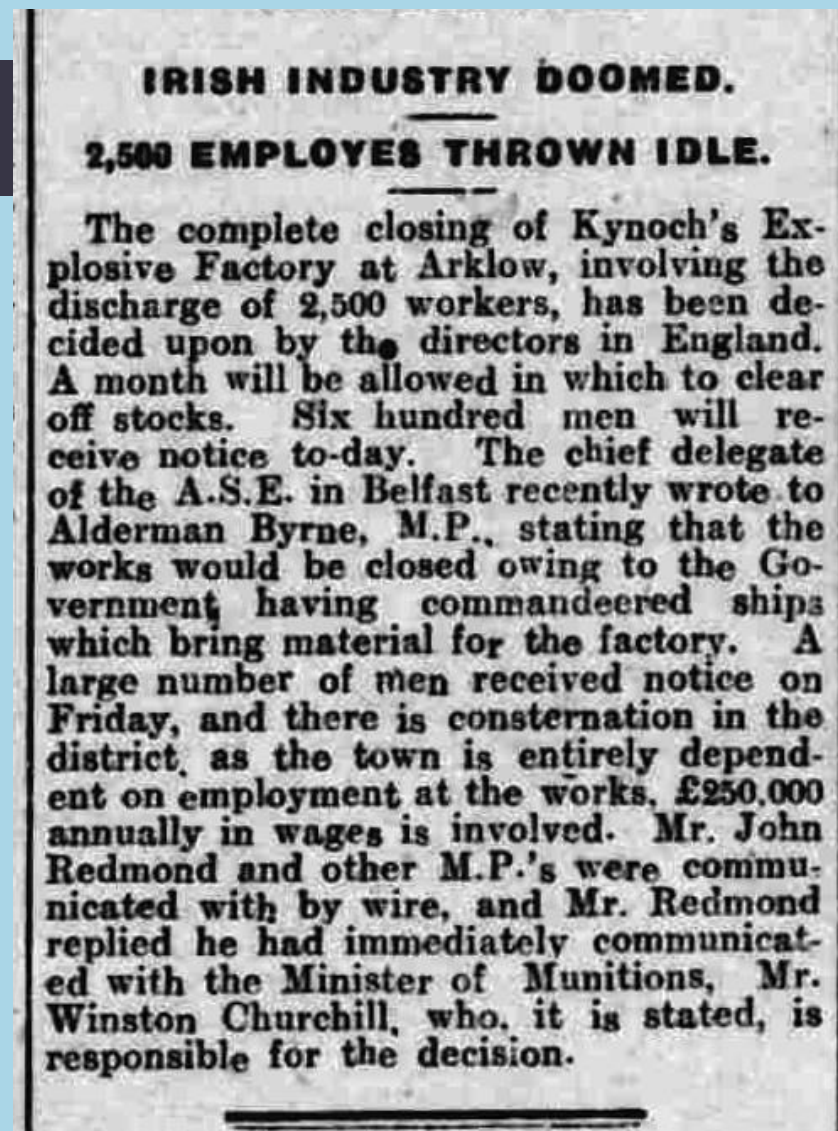 IRISH INDUSTRY DOOMED.
2,500 EMPLOYES THROWN IDLE.
The complete closing of Kynoch's Ex-
plosive Factory at Arklow, involving the
discharge of 2,500 workers, has been de-
cided upon by the directors in England.
A month will be allowed in which to clear
off stocks. Six hundred men will re-
ceive notice to-day. The chief delegate
of the A.S.E. in Belfast recently wrote to
Alderman Byrne, M.P., stating that the
works would be closed owing to the Go-
vernment having commandeered ships
which bring material for the factory. A
large number of men received notice on
Friday, and there is consternation in the
district, as the town is entirely depend-
ent on employment at the works. £250.000
annually in wages is involved. Mr. John
Redmond and other M.P.'s were commu-
nicated with by wire, and Mr. Redmond
replied he had immediately communicat-
ed with the Minister of Munitions, Mr.
Winston Churchill, who, it is stated, is
responsible for the decision.